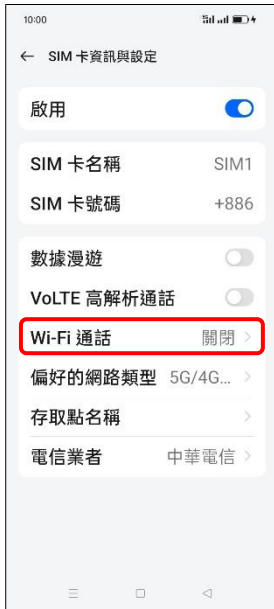 10:00
← SIM 卡資訊與設定
啟用
SIM 卡名稱 SIM1
SIM 卡號碼 +886
數據漫遊
VoLTE 高解析通話
Wi-Fi 通話 關閉 >
偏好的網路類型 5G/4G... >
存取點名稱 >
電信業者 中華電信 >